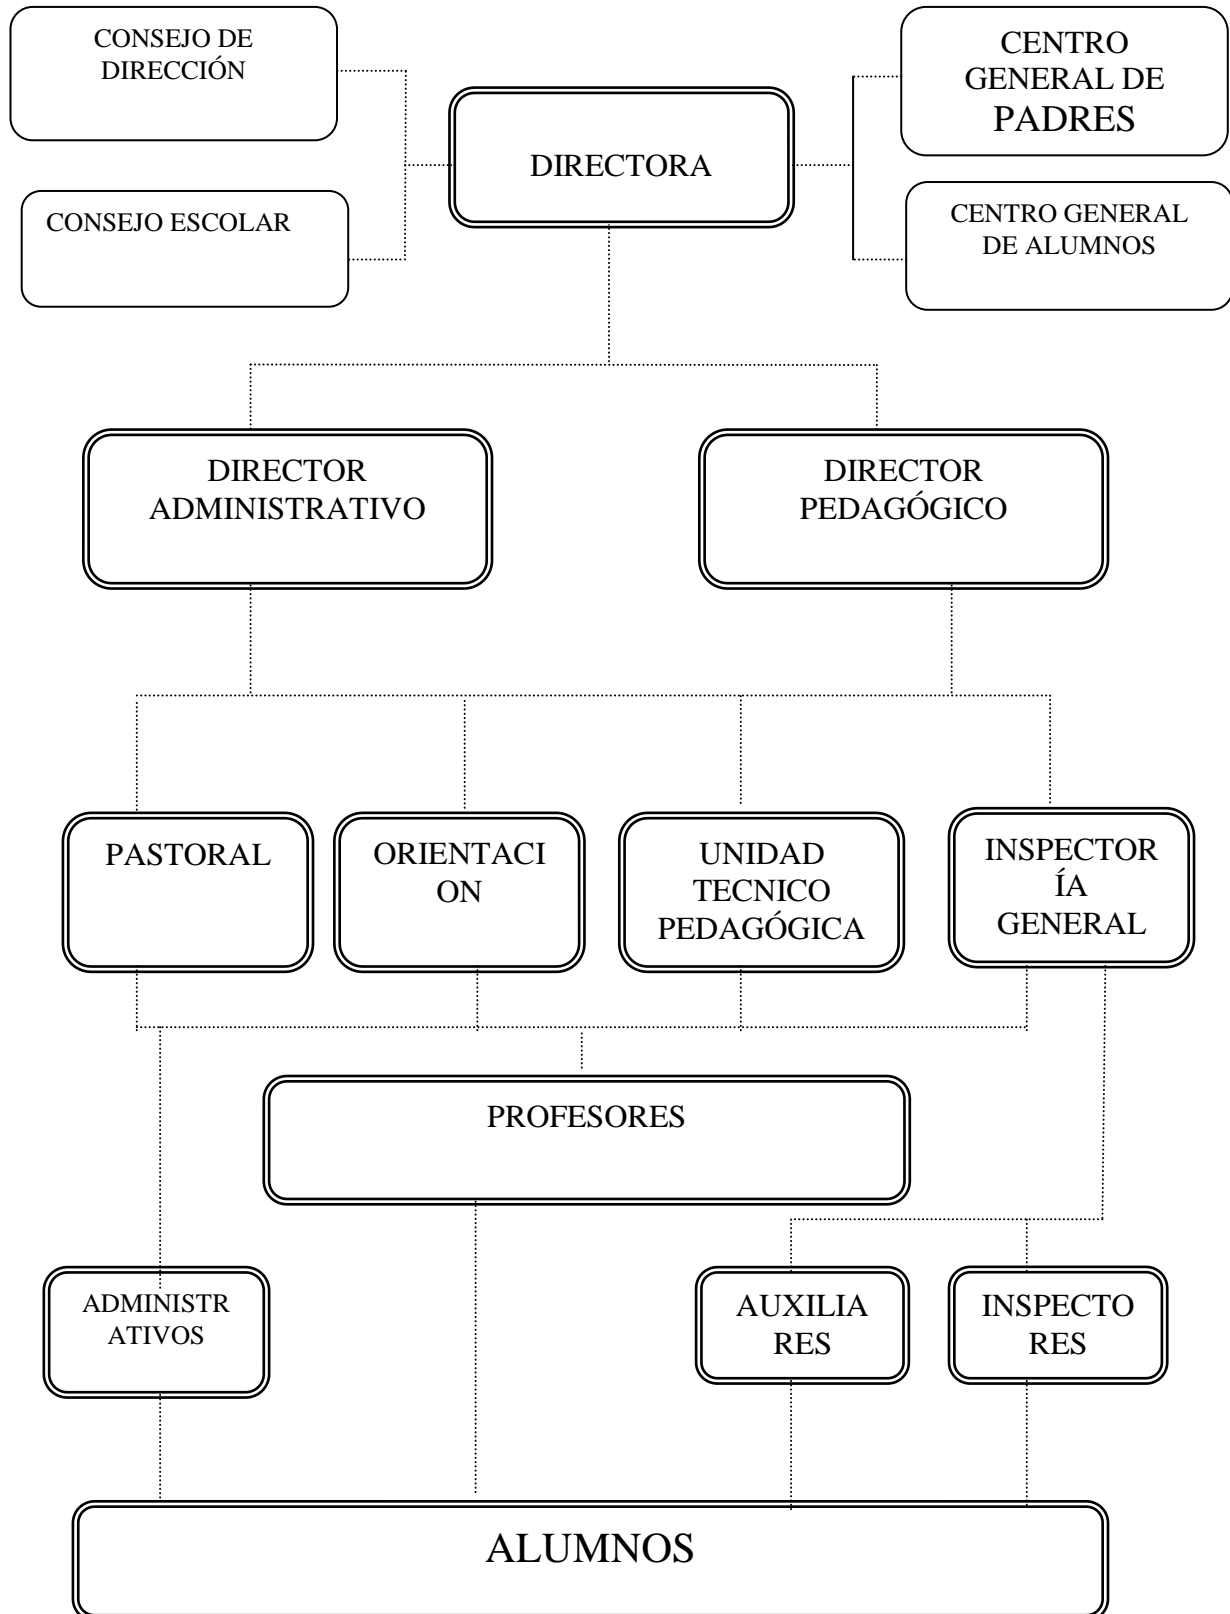 CONSEJO DE
DIRECCIÓN
CENTRO
GENERAL DE
PADRES
DIRECTORA
CONSEJO ESCOLAR
CENTRO GENERAL
DE ALUMNOS
DIRECTOR
ADMINISTRATIVO
DIRECTOR
PEDAGÓGICO
PASTORAL
ORIENTACI
ON
UNIDAD
TECNICO
PEDAGÓGICA
INSPECTOR
ÍA
GENERAL
PROFESORES
ADMINISTR
ATIVOS
AUXILIA
RES
INSPECTO
RES
ALUMNOS